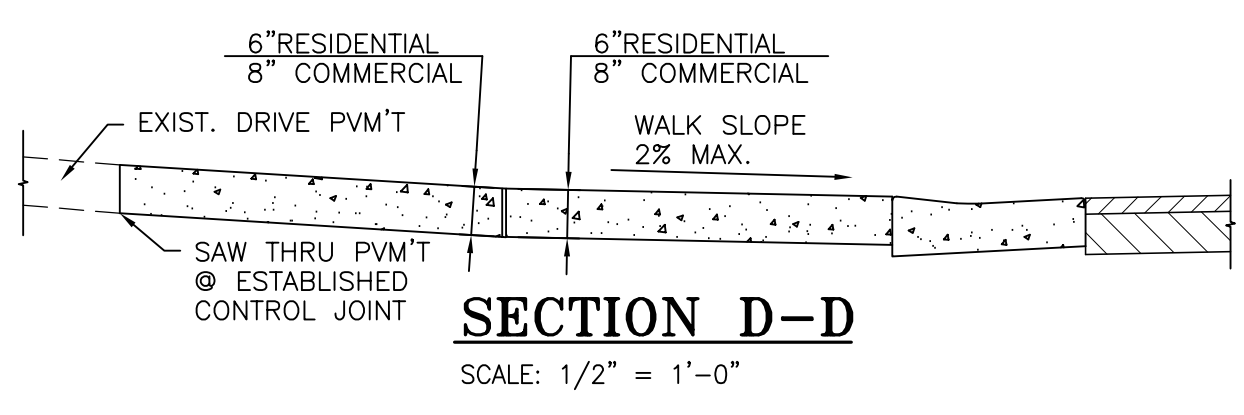 6”RESIDENTIAL
8” COMMERCIAL
6”RESIDENTIAL
8” COMMERCIAL
EXIST. DRIVE PVM'T
WALK SLOPE
2% MAX.
SAW THRU PVM'T
@ ESTABLISHED
CONTROL JOINT
SECTION D–D
SCALE: 1/2” = 1'–0”